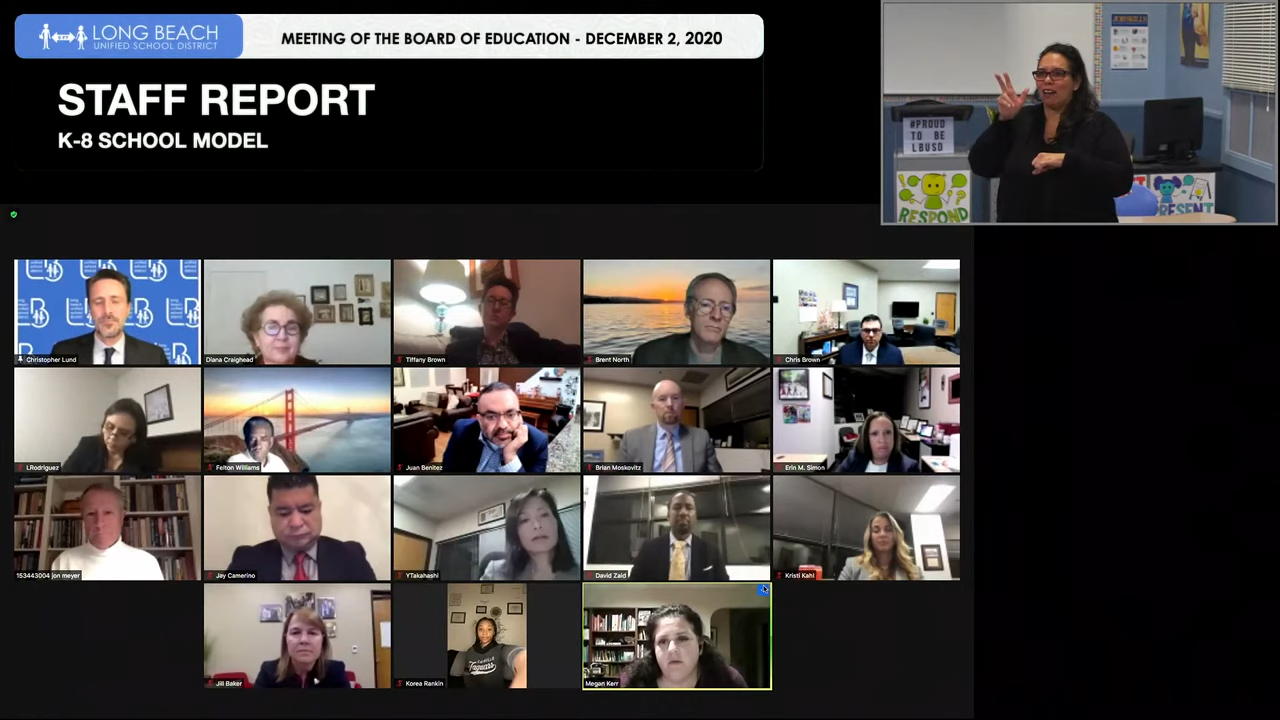 LONG BEACH
UNIFIED SCHOOL DISTRICT
MEETING OF THE BOARD OF EDUCATION - DECEMBER 2, 2020
STAFF REPORT
K-8 SCHOOL MODEL
#PROUD
TO BE
LBUSD
RESPOND
PRESENT
Christopher Lund
Diana Craighead
Tiffany Brown
Brent North
Chris Brown
LRodriguez
Felton Williams
Juan Benitez
Brian Moskovitz
Erin M. Simon
153443004 jon meyer
Jay Camerino
YTakahashi
David Zaid
Kristi Kahl
Jill Baker
Korea Rankin
Megan Kerr